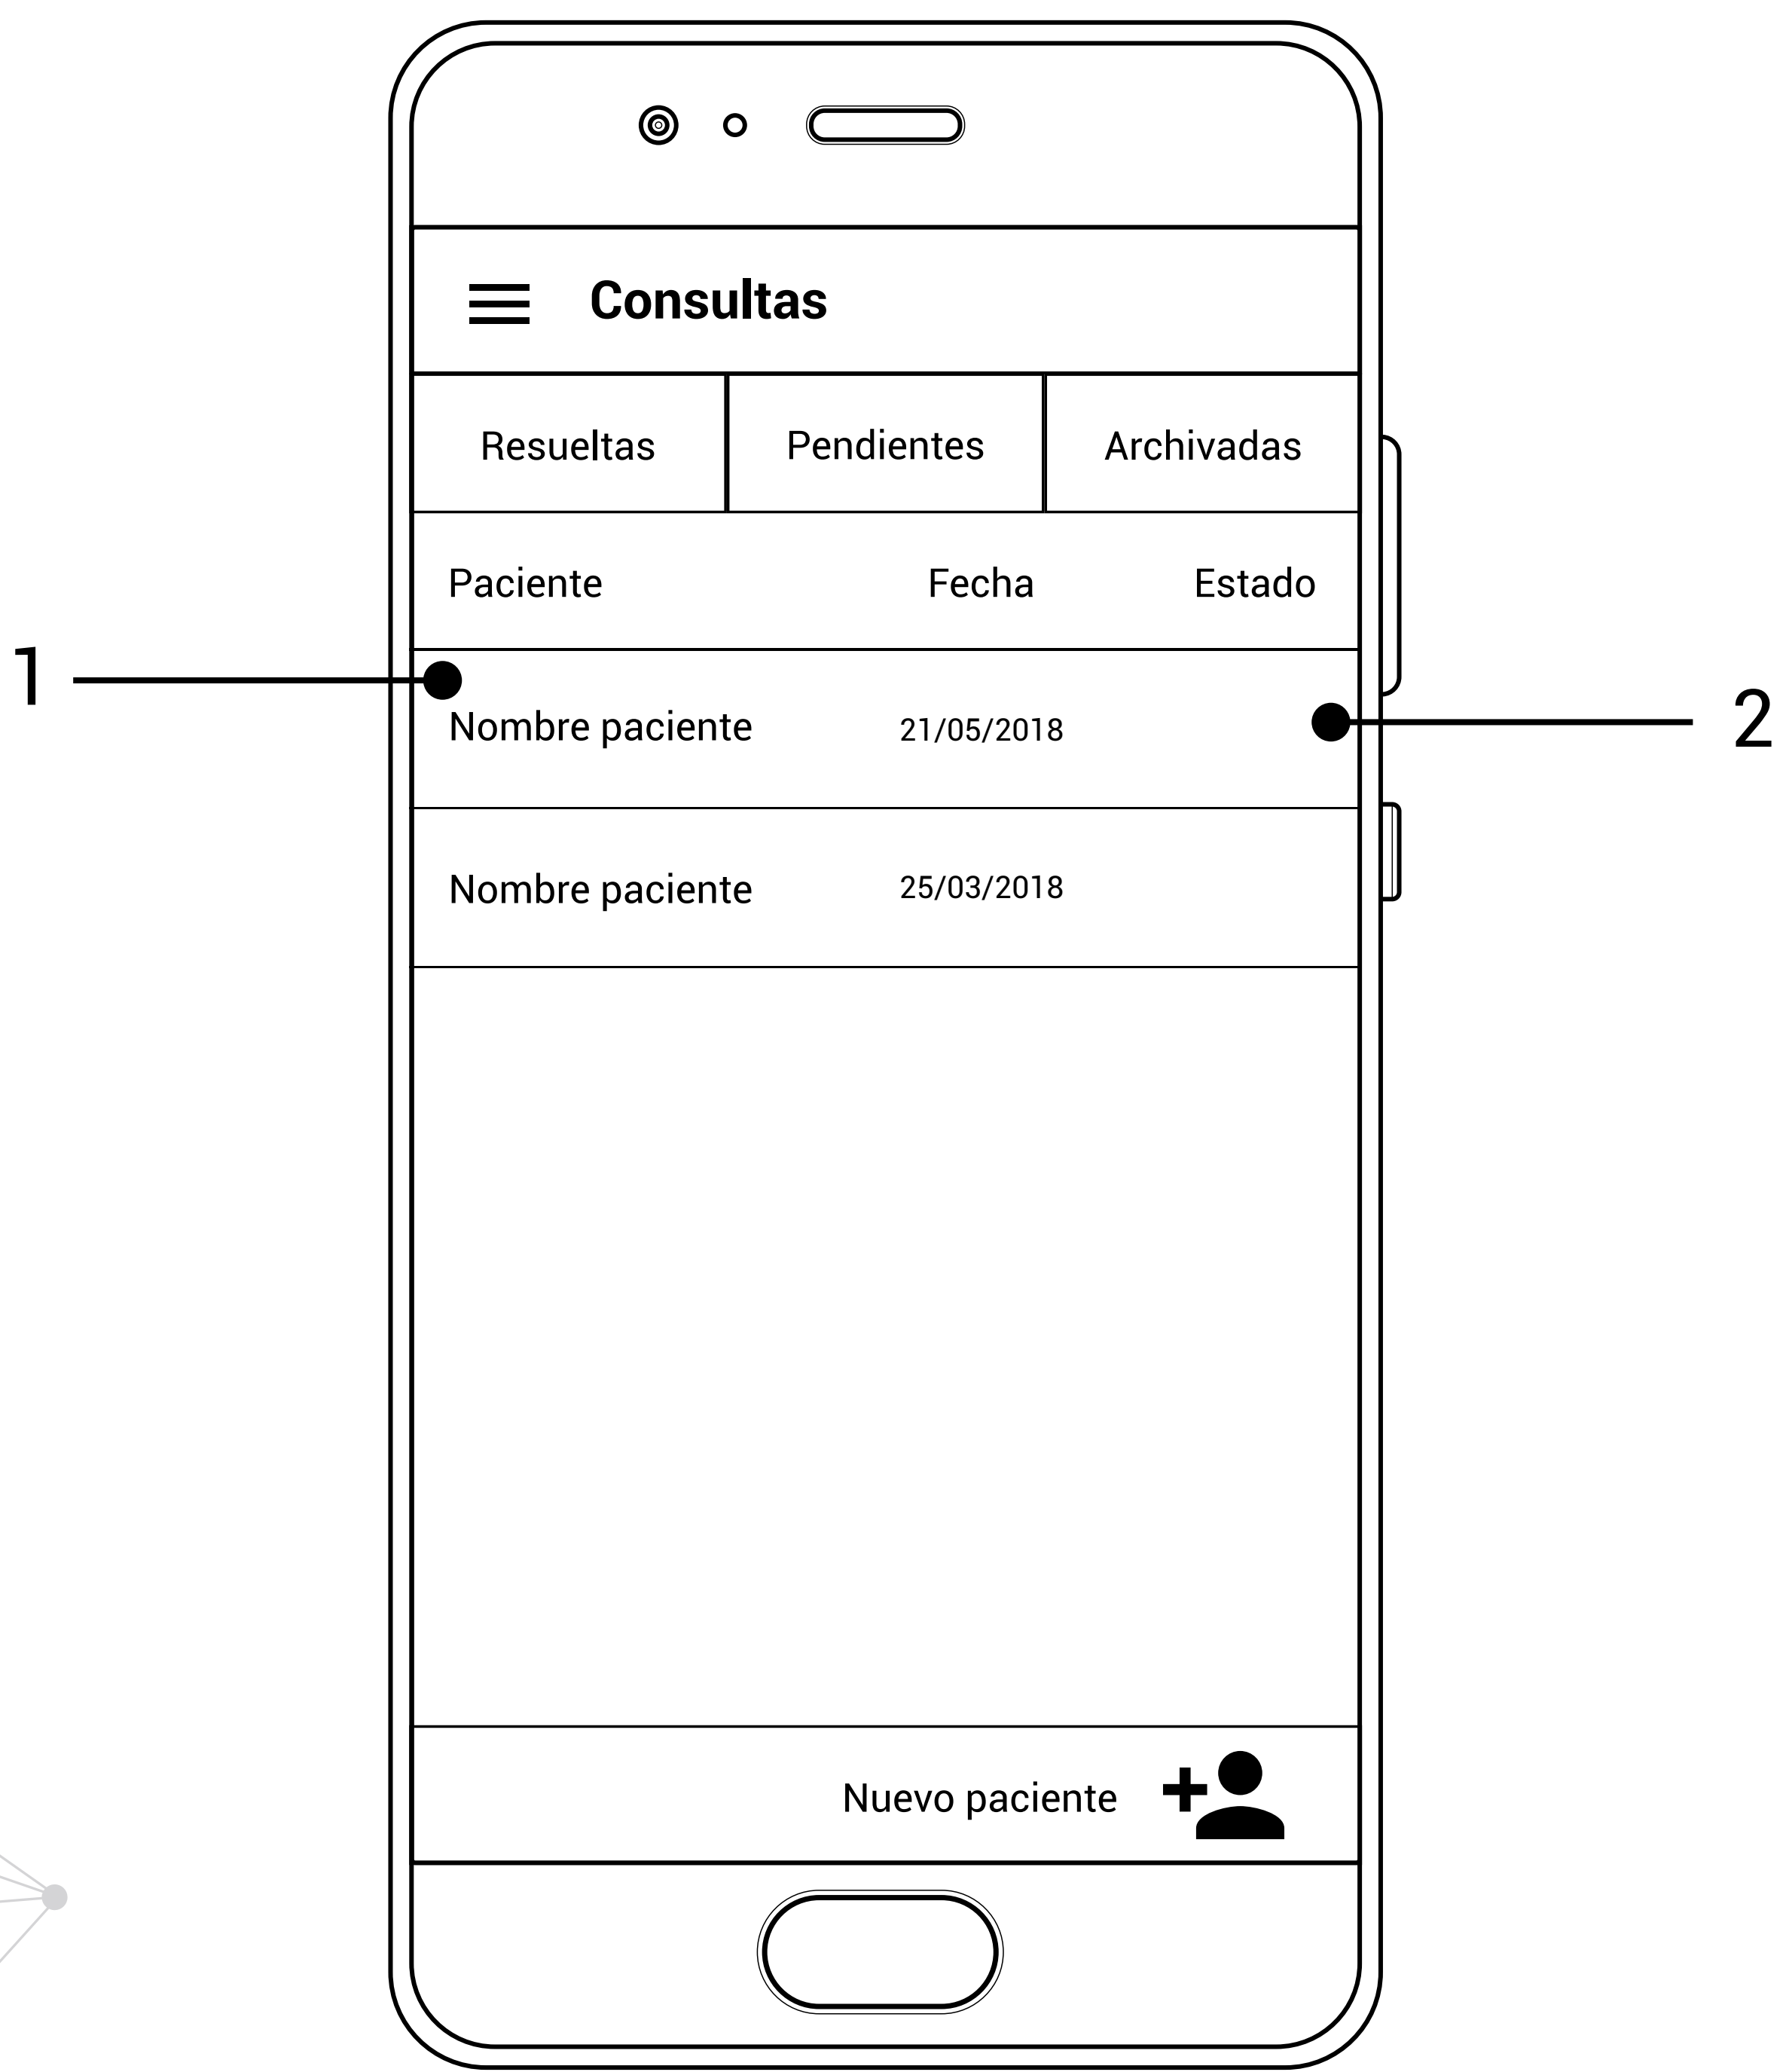 Consultas
Resueltas Pendientes Archivadas
Paciente Fecha Estado
1
Nombre paciente 21/05/2018
2
Nombre paciente 25/03/2018
Nuevo paciente